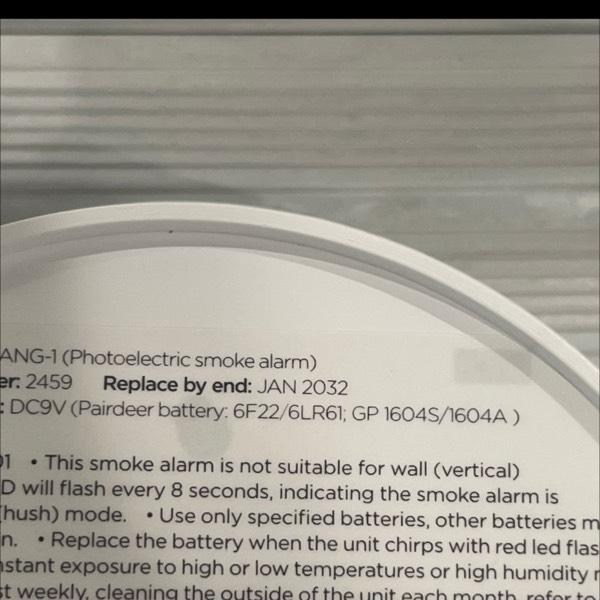 ANG-1 (Photoelectric smoke alarm)
er: 2459 Replace by end: JAN 2032
: DC9V (Pairdeer battery: 6F22/6LR61; GP 1604S/1604A )
01 • This smoke alarm is not suitable for wall (vertical)
D will flash every 8 seconds, indicating the smoke alarm is
(hush) mode. • Use only specified batteries, other batteries m
n. • Replace the battery when the unit chirps with red led flas
nstant exposure to high or low temperatures or high humidity
st weekly, cleaning the outside of the unit each month, refer to